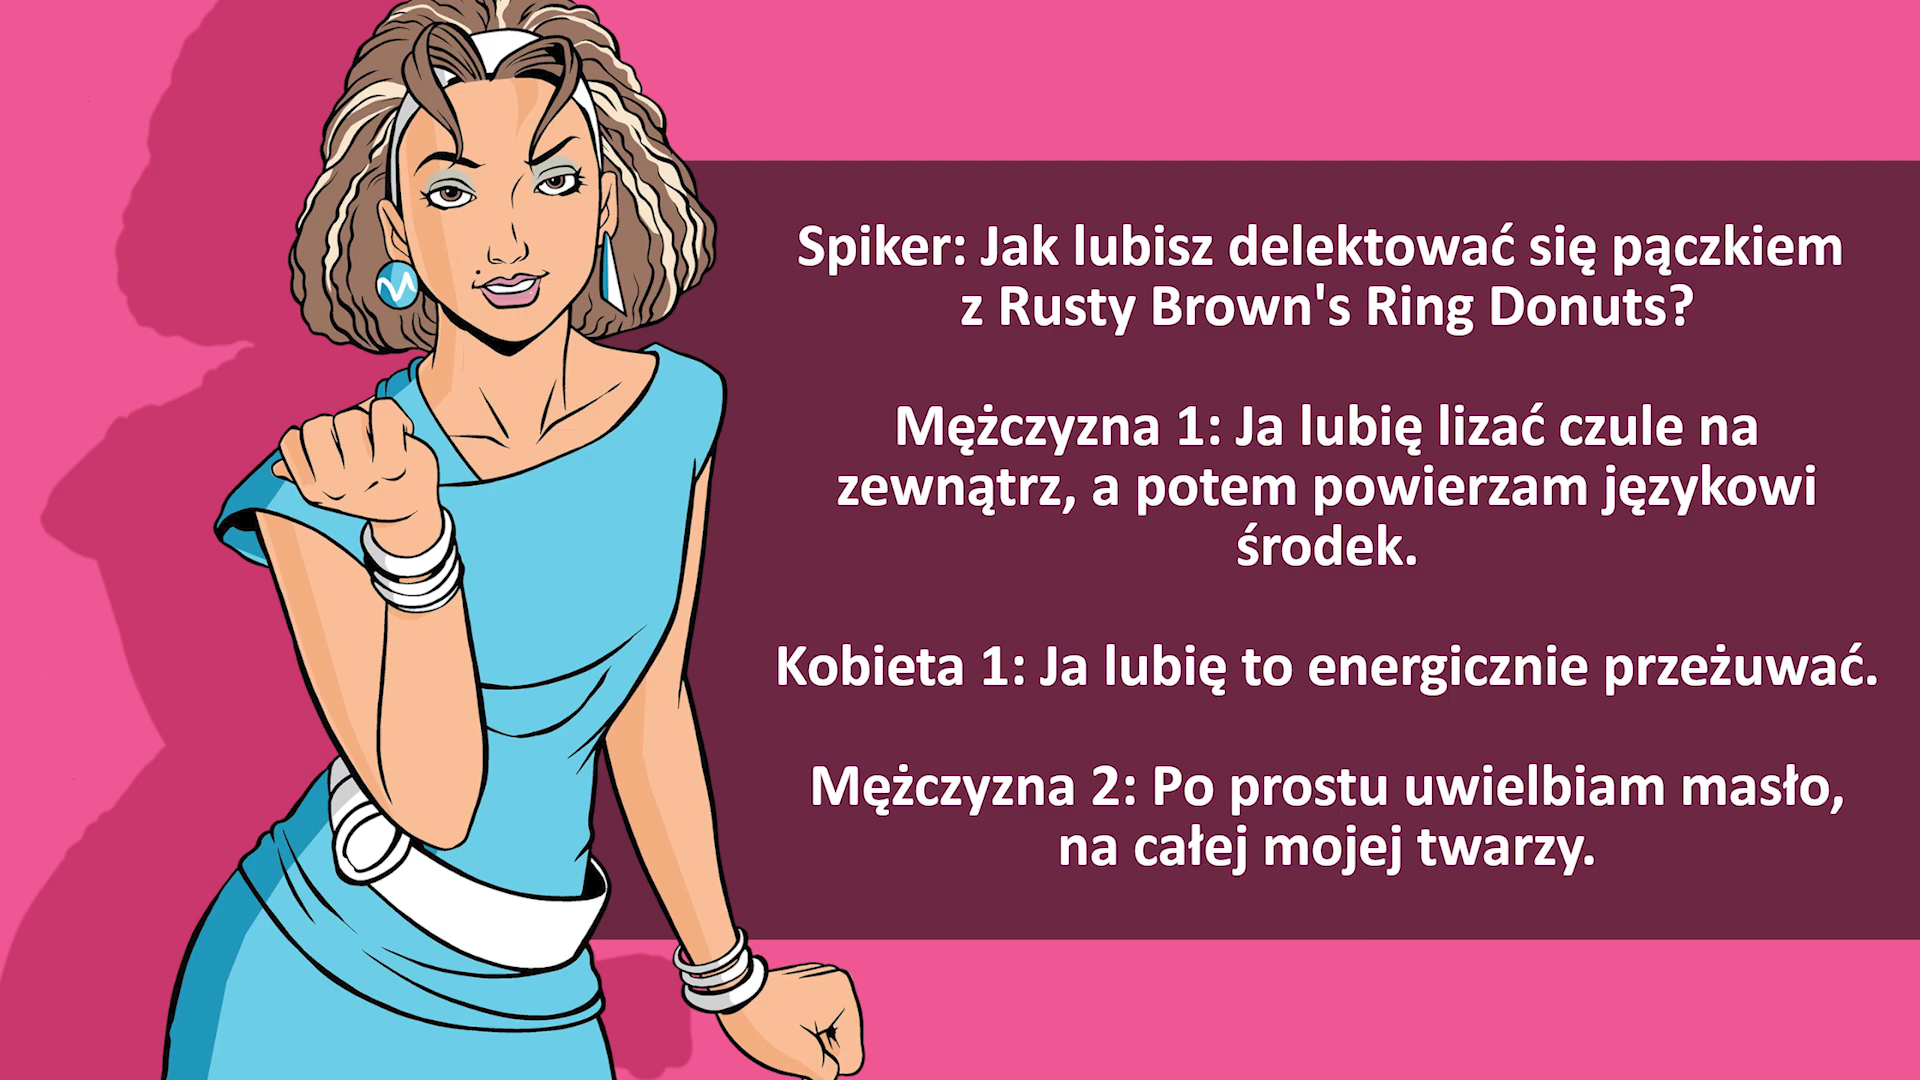 Spiker: Jak lubisz delektować się pączkiem
z Rusty Brown's Ring Donuts?
Mężczyzna 1: Ja lubię lizać czule na
zewnątrz, a potem powierzam językowi
środek.
Kobieta 1: Ja lubię to energicznie przeżuwać.
Mężczyzna 2: Po prostu uwielbiam masło,
na całej mojej twarzy.